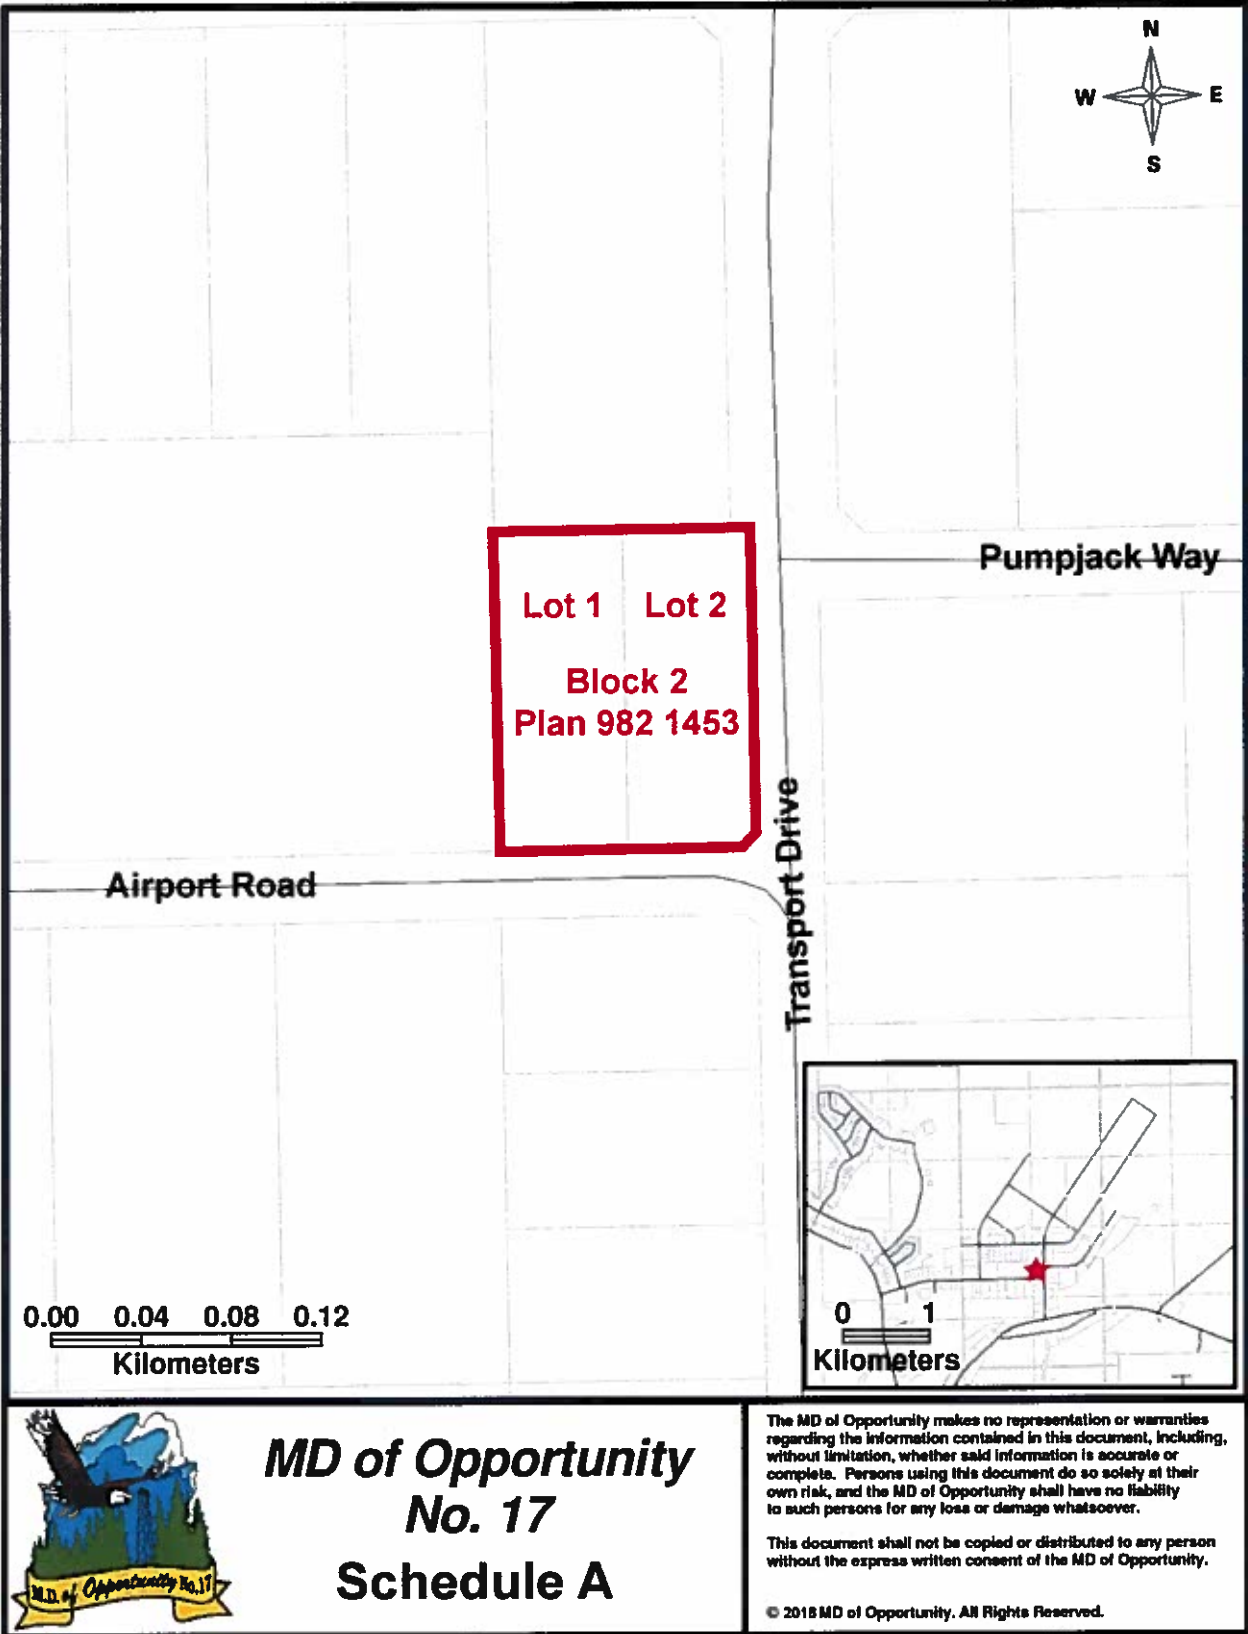 N
W E
S
Pumpjack Way
Lot 1 Lot 2
Block 2
Plan 982 1453
Transport Drive
Airport Road
0.00 0.04 0.08 0.12
Kilometers
0 1
Kilometers
M.D. of Opportunity No.17
MD of Opportunity
No. 17
Schedule A
The MD of Opportunity makes no representation or warranties
regarding the information contained in this document, including,
without limitation, whether said information is accurate or
complete. Persons using this document do so solely at their
own risk, and the MD of Opportunity shall have no liability
to such persons for any loss or damage whatsoever.
This document shall not be copied or distributed to any person
without the express written consent of the MD of Opportunity.
© 2018 MD of Opportunity. All Rights Reserved.